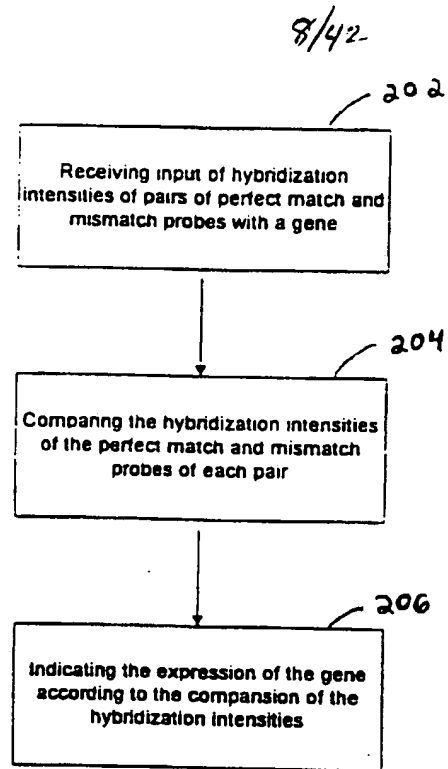 8/42
202
Receiving input of hybridization
intensities of pairs of perfect match and
mismatch probes with a gene
204
Comparing the hybridization intensities
of the perfect match and mismatch
probes of each pair
206
Indicating the expression of the gene
according to the comparison of the
hybridization intensities